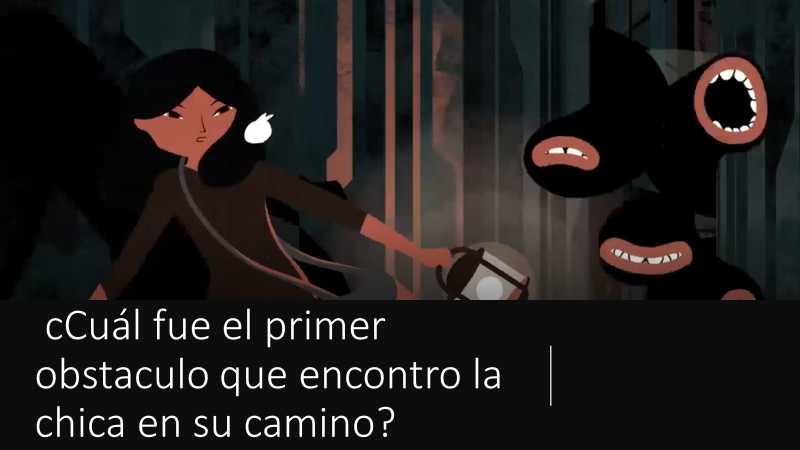 cCuál fue el primer
obstaculo que encontro la
chica en su camino?